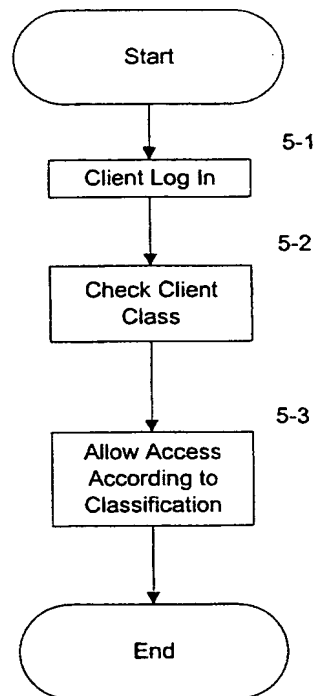 Start
5-1
Client Log In
5-2
Check Client
Class
5-3
Allow Access
According to
Classification
End